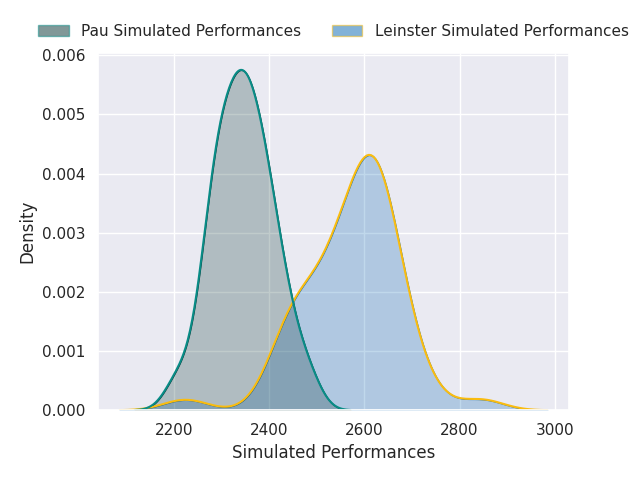 Pau Simulated Performances Leinster Simulated Performances
0.006
0.005
0.004
0.003
0.002
0.001
0.000
Density
2200 2400 2600 2800 3000
Simulated Performances